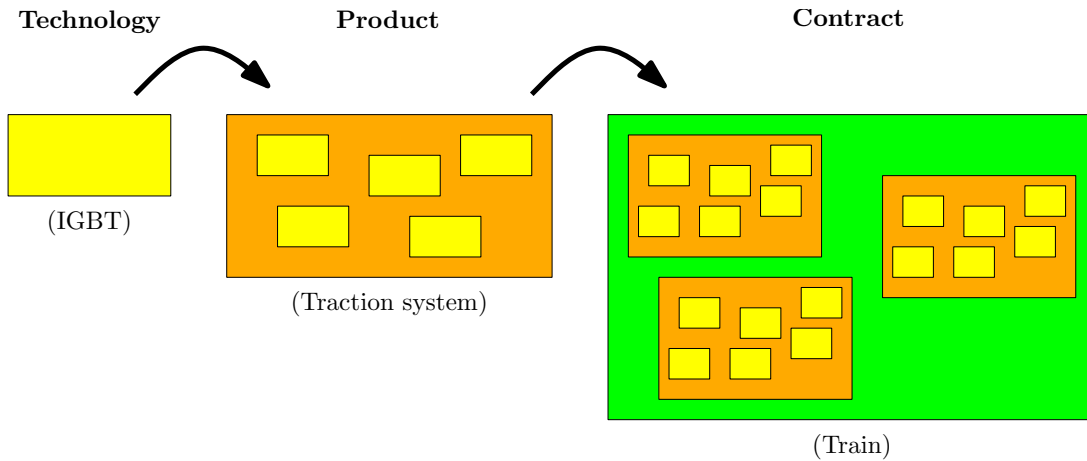 Technology
Product
Contract
(IGBT)
(Traction system)
(Train)